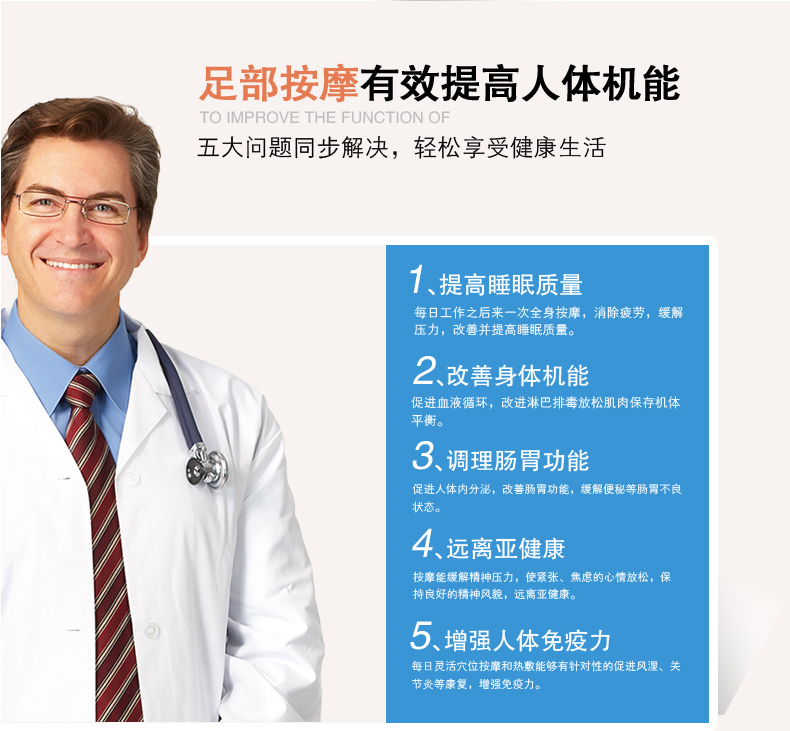 足部按摩有效提高人体机能
TO IMPROVE THE FUNCTION OF
五大问题同步解决，轻松享受健康生活
1、提高睡眠质量
每日工作之后来一次全身按摩，消除疲劳，缓解
压力，改善并提高睡眠质量。
2、改善身体机能
促进血液循环，改进淋巴排毒放松肌肉保存机体
平衡。
3、调理肠胃功能
促进人体内分泌，改善肠胃功能，缓解便秘等肠胃不良
状态。
4、远离亚健康
按摩能缓解精神压力，使紧张、焦虑的心情放松，保
持良好的精神风貌，远离亚健康。
5、增强人体免疫力
每日灵活穴位按摩和热敷能够有针对性的促进风湿、关
节炎等康复，增强免疫力。